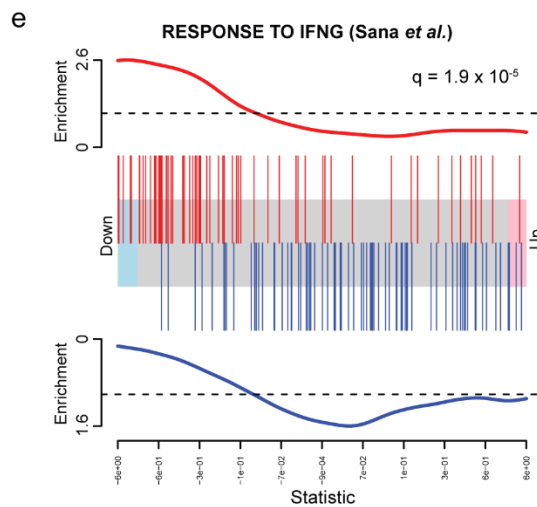 e
RESPONSE TO IFNG (Sana et al.)
q = 1.9 x 10-5
Enrichment
2.6
0
Down
Up
Enrichment
0
1.6
-6e+00
-6e-01
-3e-01
-1e-01
-7e-02
-9e-04
7e-02
1e-01
3e-01
6e-01
6e+00
Statistic